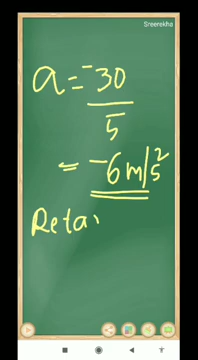 Sreerekha
a = -30
5
= -6 m/s²
Reta